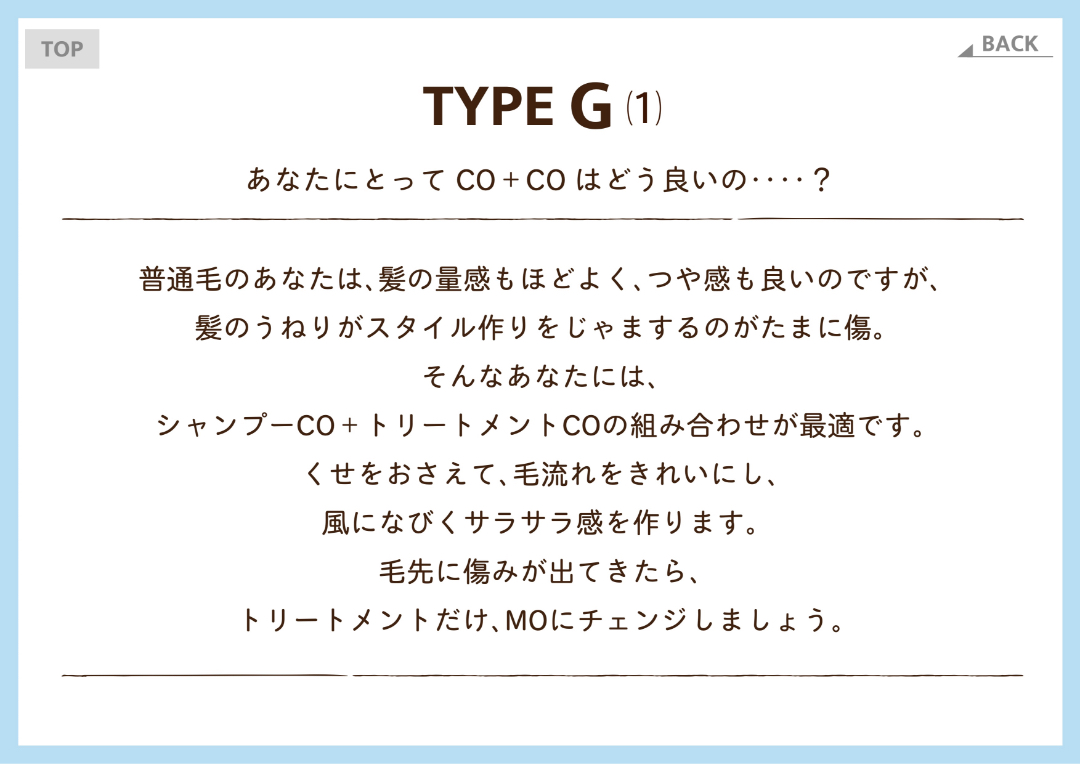 TOP
BACK
TYPE G (1)
あなたにとって CO+CO はどう良いの‥‥?
普通毛のあなたは、髪の量感もほどよく、つや感も良いのですが、
髪のうねりがスタイル作りをじゃまするのがたまに傷。
そんなあなたには、
シャンプーCO+トリートメントCOの組み合わせが最適です。
くせをおさえて、毛流れをきれいにし、
風になびくサラサラ感を作ります。
毛先に傷みが出てきたら、
トリートメントだけ、MOにチェンジしましょう。